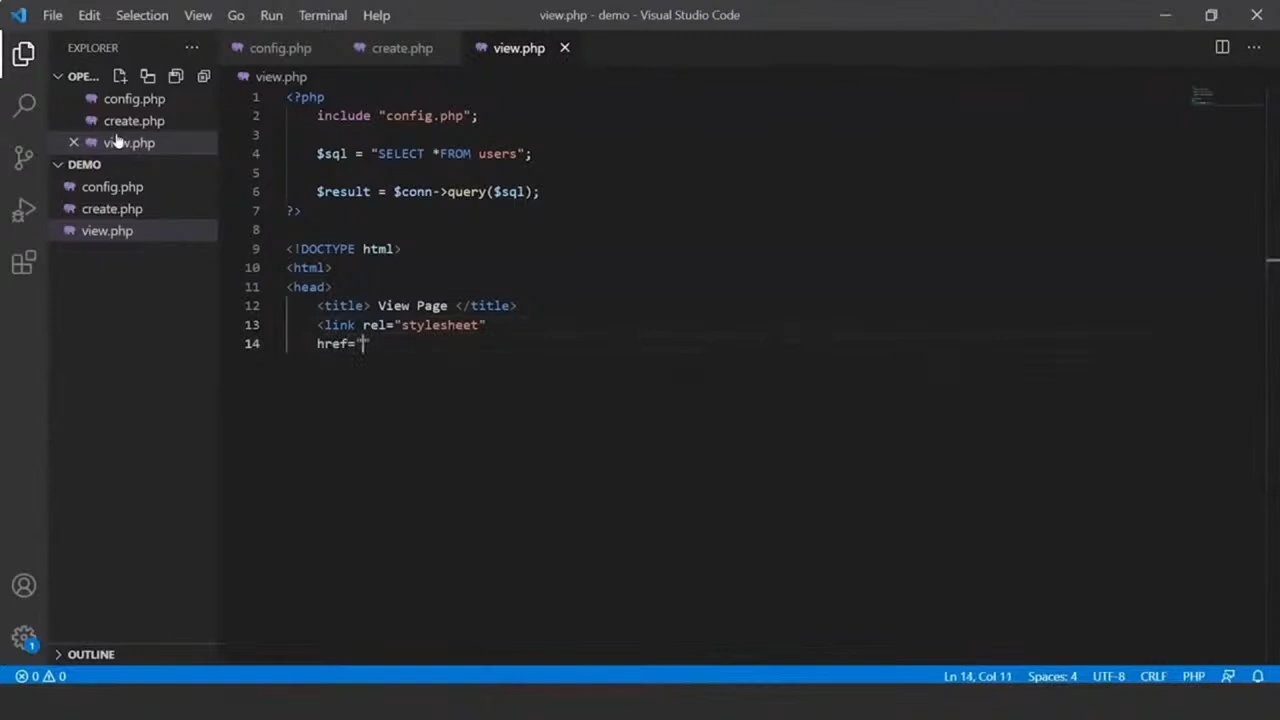 File Edit Selection View Go Run Terminal Help view.php - demo - Visual Studio Code
EXPLORER
config.php create.php view.php
OPE...
view.php
config.php
create.php
view.php
DEMO
config.php
create.php
view.php
1 <?php
2 include "config.php";
3
4 $sql = "SELECT *FROM users";
5
6 $result = $conn->query($sql);
7 ?>
8
9 <!DOCTYPE html>
10 <html>
11 <head>
12 <title> View Page </title>
13 <link rel="stylesheet"
14 href=""
OUTLINE
1
0 0 Ln 14, Col 11 Spaces: 4 UTF-8 CRLF PHP